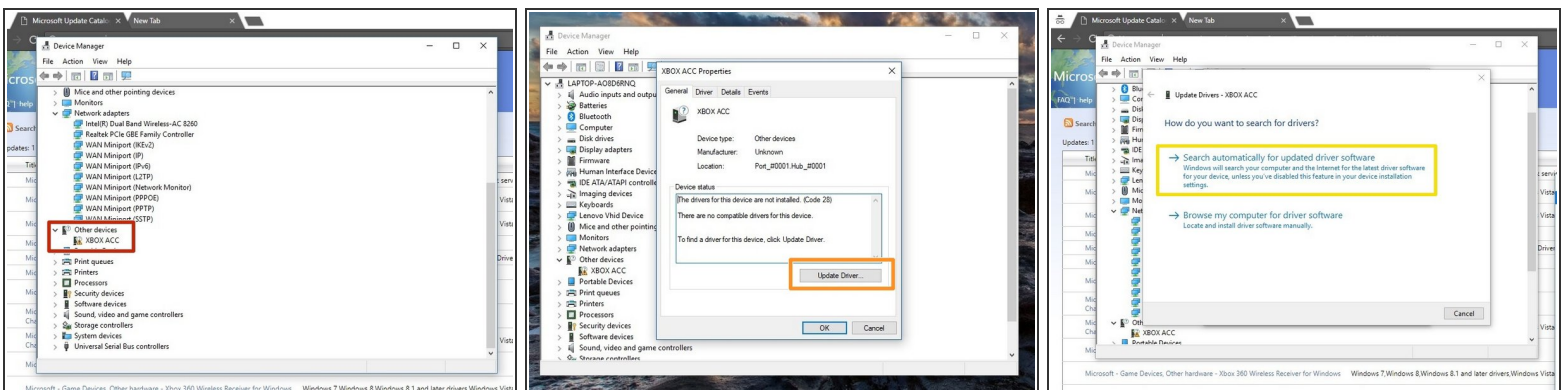 Microsoft Update Catalo
New Tab
Device Manager
File Action View Help
Mice and other pointing devices
Monitors
Network adapters
Intel(R) Dual Band Wireless-AC 8260
Realtek PCIe GBE Family Controller
WAN Miniport (IKEv2)
WAN Miniport (IP)
WAN Miniport (IPv6)
WAN Miniport (L2TP)
WAN Miniport (Network Monitor)
WAN Miniport (PPPOE)
WAN Miniport (PPTP)
WAN Miniport (SSTP)
Other devices
XBOX ACC
Print queues
Printers
Processors
Security devices
Software devices
Sound, video and game controllers
Storage controllers
System devices
Universal Serial Bus controllers
Microsoft - Game Devices, Other hardware - Xbox 360 Wireless Receiver for Windows Windows 7,Windows 8,Windows 8.1 and later drivers,Windows Vista
Device Manager
File Action View Help
LAPTOP-AO8D6RNQ
Audio inputs and outpu
Batteries
Bluetooth
Computer
Disk drives
Display adapters
Firmware
Human Interface Device
IDE ATA/ATAPI controlle
Imaging devices
Keyboards
Lenovo Vhid Device
Mice and other pointing
Monitors
Network adapters
Other devices
XBOX ACC
Portable Devices
Print queues
Printers
Processors
Security devices
Software devices
Sound, video and game controllers
Storage controllers
XBOX ACC Properties
General Driver Details Events
XBOX ACC
Device type: Other devices
Manufacturer: Unknown
Location: Port_#0001.Hub_#0001
Device status
The drivers for this device are not installed. (Code 28)
There are no compatible drivers for this device.
To find a driver for this device, click Update Driver.
Update Driver...
OK Cancel
Microsoft Update Catalo
New Tab
Device Manager
File Action View Help
Update Drivers - XBOX ACC
How do you want to search for drivers?
Search automatically for updated driver software
Windows will search your computer and the Internet for the latest driver software
for your device, unless you've disabled this feature in your device installation
settings.
Browse my computer for driver software
Locate and install driver software manually.
Cancel
XBOX ACC
Portable Devices
Microsoft - Game Devices, Other hardware - Xbox 360 Wireless Receiver for Windows Windows 7,Windows 8,Windows 8.1 and later drivers,Windows Vista